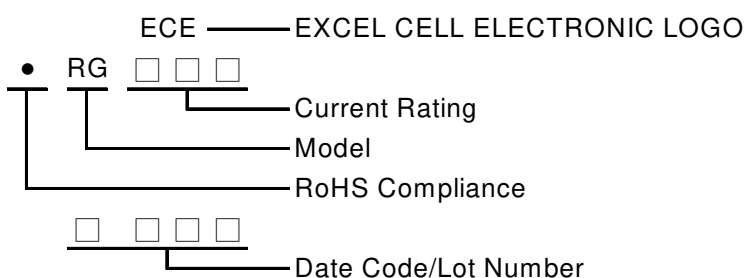 ECE EXCEL CELL ELECTRONIC LOGO
• RG □ □ □
Current Rating
Model
RoHS Compliance
□ □ □ □
Date Code/Lot Number